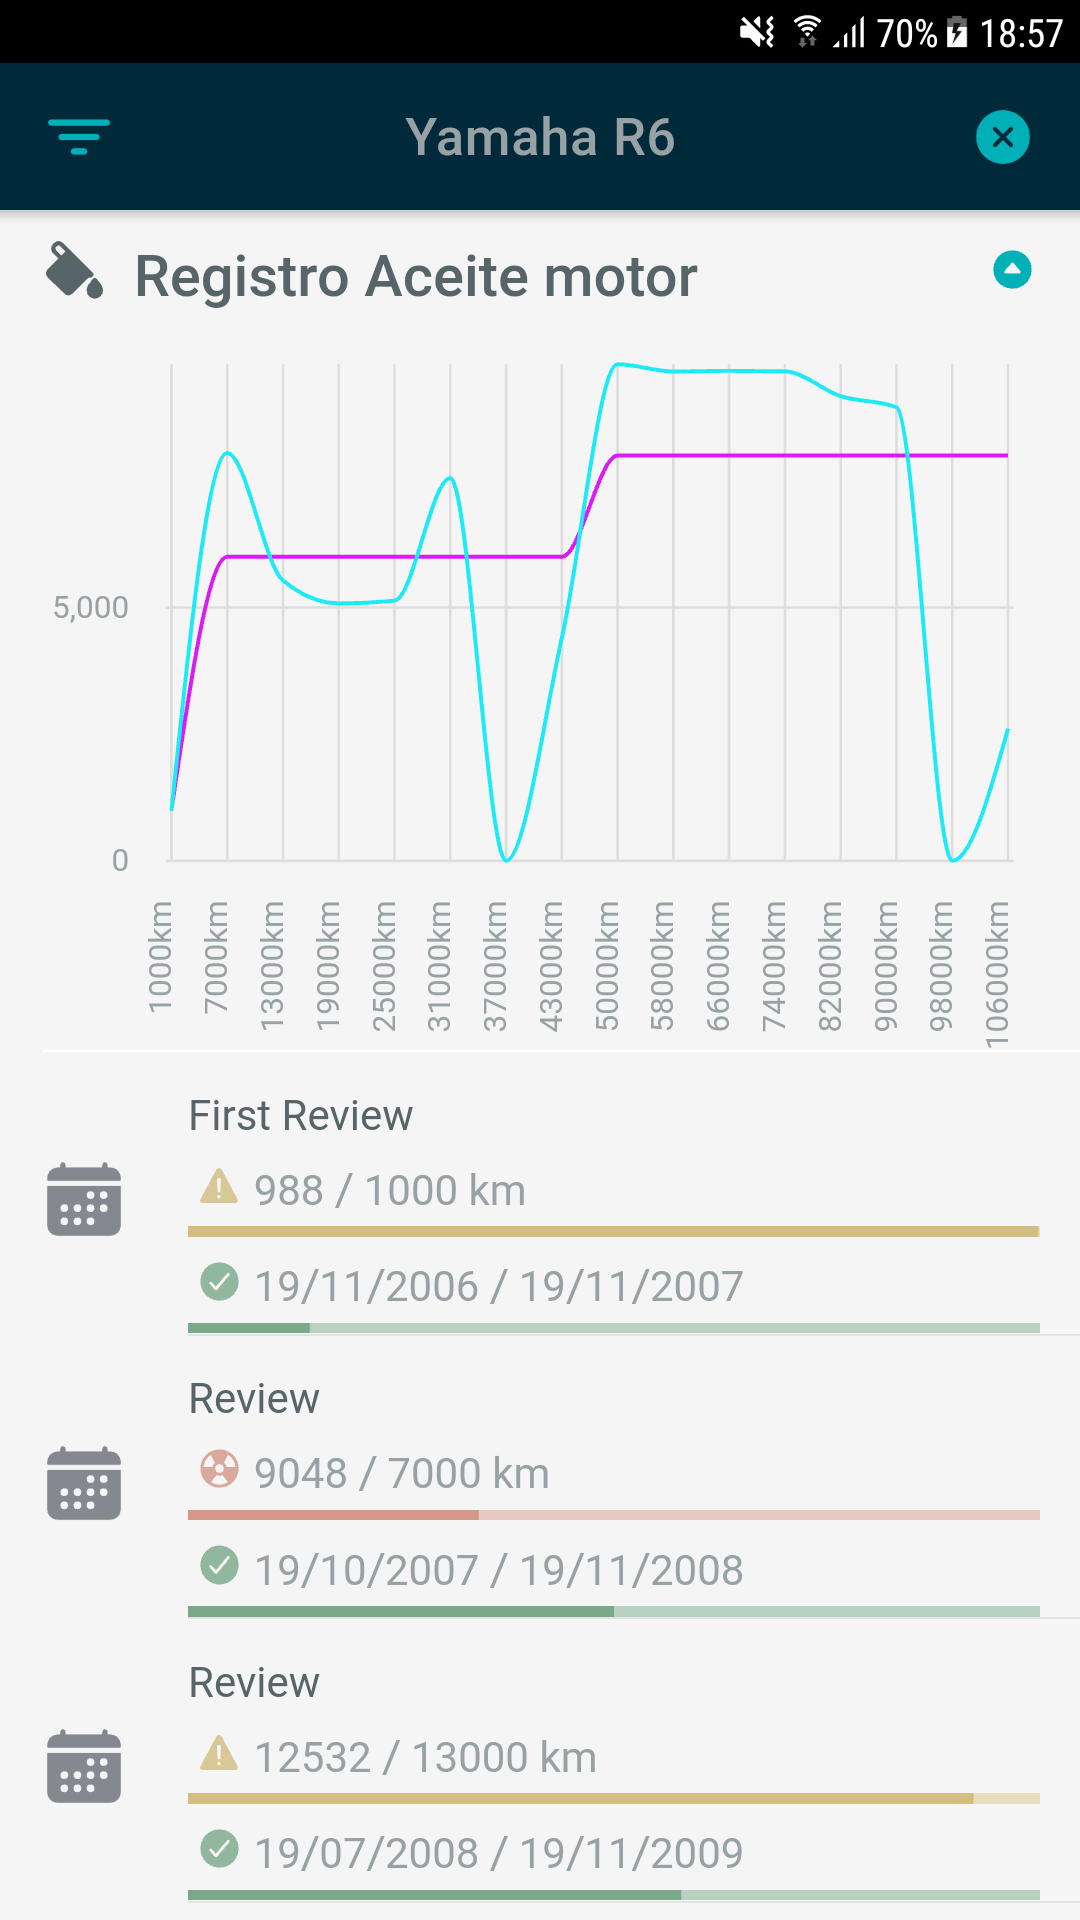 70% 18:57
Yamaha R6
Registro Aceite motor
5,000
0
1000km
7000km
13000km
19000km
25000km
31000km
37000km
43000km
50000km
58000km
66000km
74000km
82000km
90000km
98000km
106000km
First Review
988 / 1000 km
19/11/2006 / 19/11/2007
Review
9048 / 7000 km
19/10/2007 / 19/11/2008
Review
12532 / 13000 km
19/07/2008 / 19/11/2009